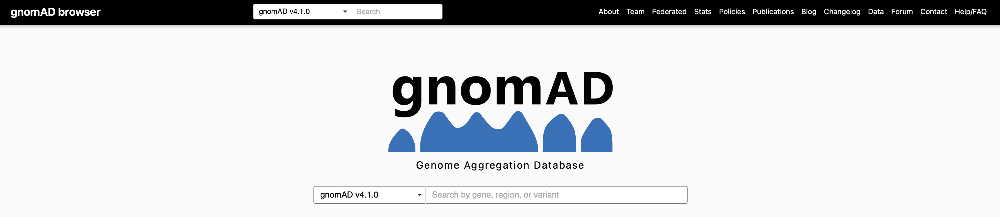 gnomAD browser
gnomAD v4.1.0 Search
About Team Federated Stats Policies Publications Blog Changelog Data Forum Contact Help/FAQ
gnomAD
Genome Aggregation Database
gnomAD v4.1.0 Search by gene, region, or variant